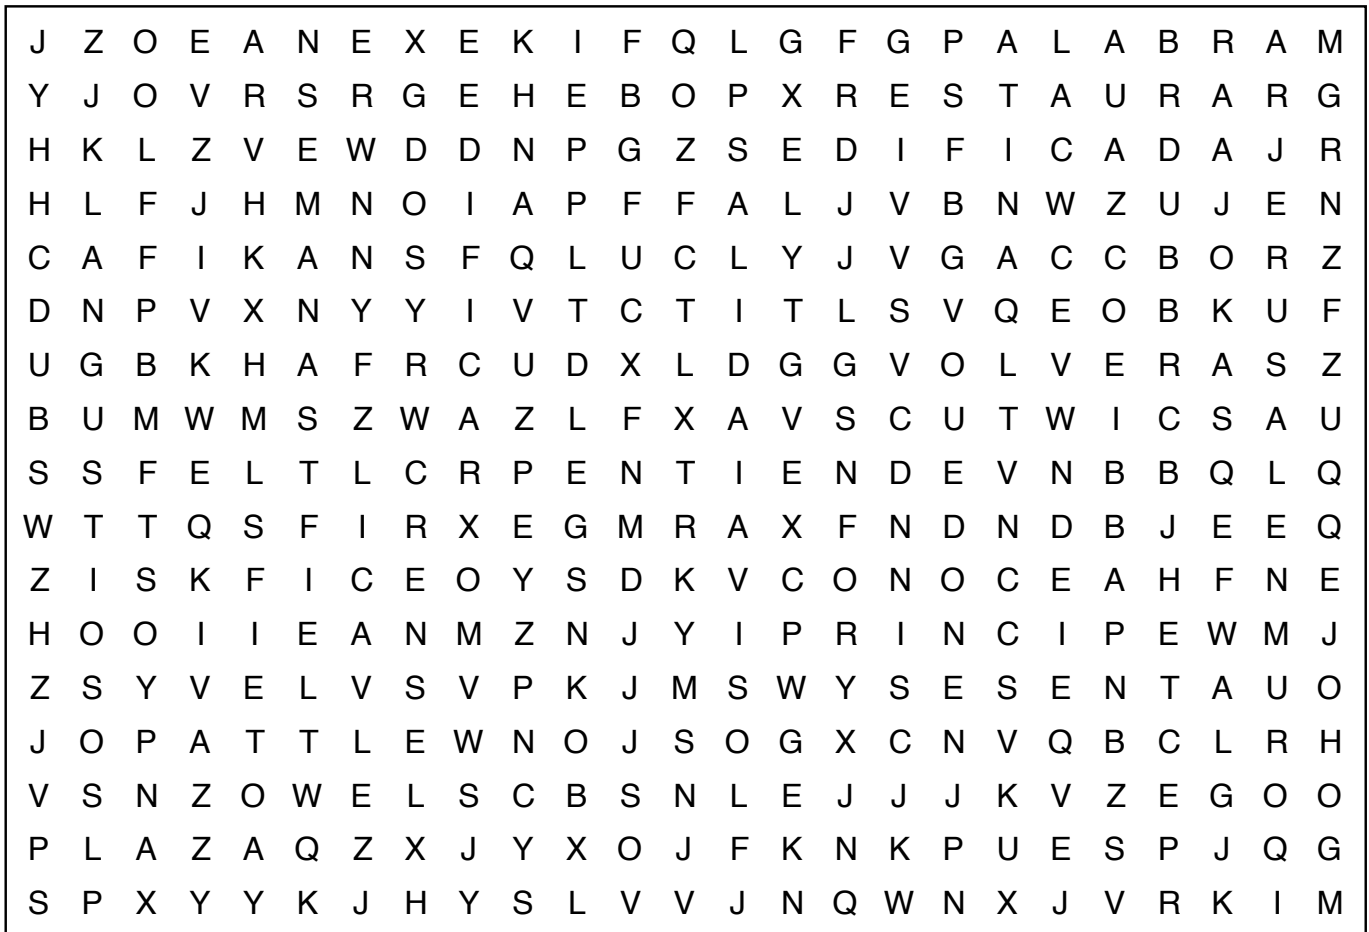 J Z O E A N E X E K I F Q L G F G P A L A B R A M
Y J O V R S R G E H E B O P X R E S T A U R A R G
H K L Z V E W D D N P G Z S E D I F I C A D A J R
H L F J H M N O I A P F F A L J V B N W Z U J E N
C A F I K A N S F Q L U C L Y J V G A C C B O R Z
D N P V X N Y Y I V T C T I T L S V Q E O B K U F
U G B K H A F R C U D X L D G G V O L V E R A S Z
B U M W M S Z W A Z L F X A V S C U T W I C S A U
S S F E L T L C R P E N T I E N D E V N B B Q L Q
W T T Q S F I R X E G M R A X F N D N D B J E E Q
Z I S K F I C E O Y S D K V C O N O C E A H F N E
H O O I I E A N M Z N J Y I P R I N C I P E W M J
Z S Y V E L V S V P K J M S W Y S E S E N T A U O
J O P A T T L E W N O J S O G X C N V Q B C L R H
V S N Z O W E L S C B S N L E J J J K V Z E G O O
P L A Z A Q Z X J Y X O J F K N K P U E S P J Q G
S P X Y Y K J H Y S L V V J N Q W N X J V R K I M